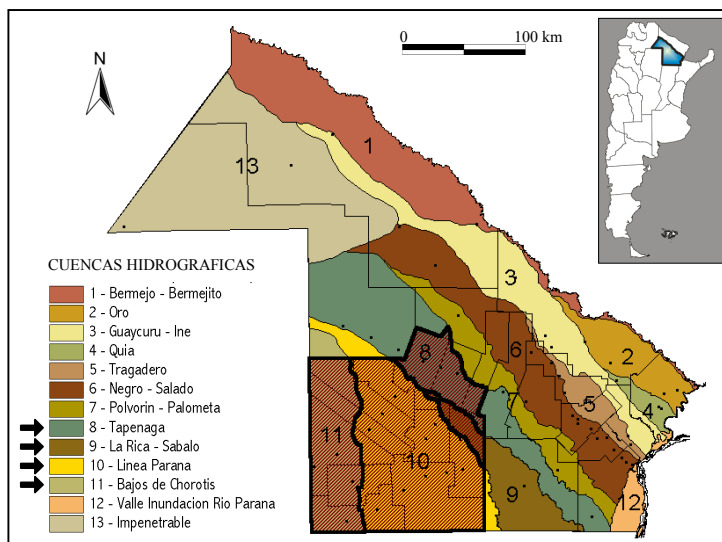 0 100 km
N
1
13
3
2
8
6
5
4
7
11
10
9
12
CUENCAS HIDROGRAFICAS
1 - Bermejo - Bermejito
2 - Oro
3 - Guaycuru - Ine
4 - Quia
5 - Tragadero
6 - Negro - Salado
7 - Polvorin - Palometa
8 - Tapenaga
9 - La Rica - Sabalo
10 - Linea Parana
11 - Bajos de Chorotis
12 - Valle Inundacion Rio Parana
13 - Impenetrable